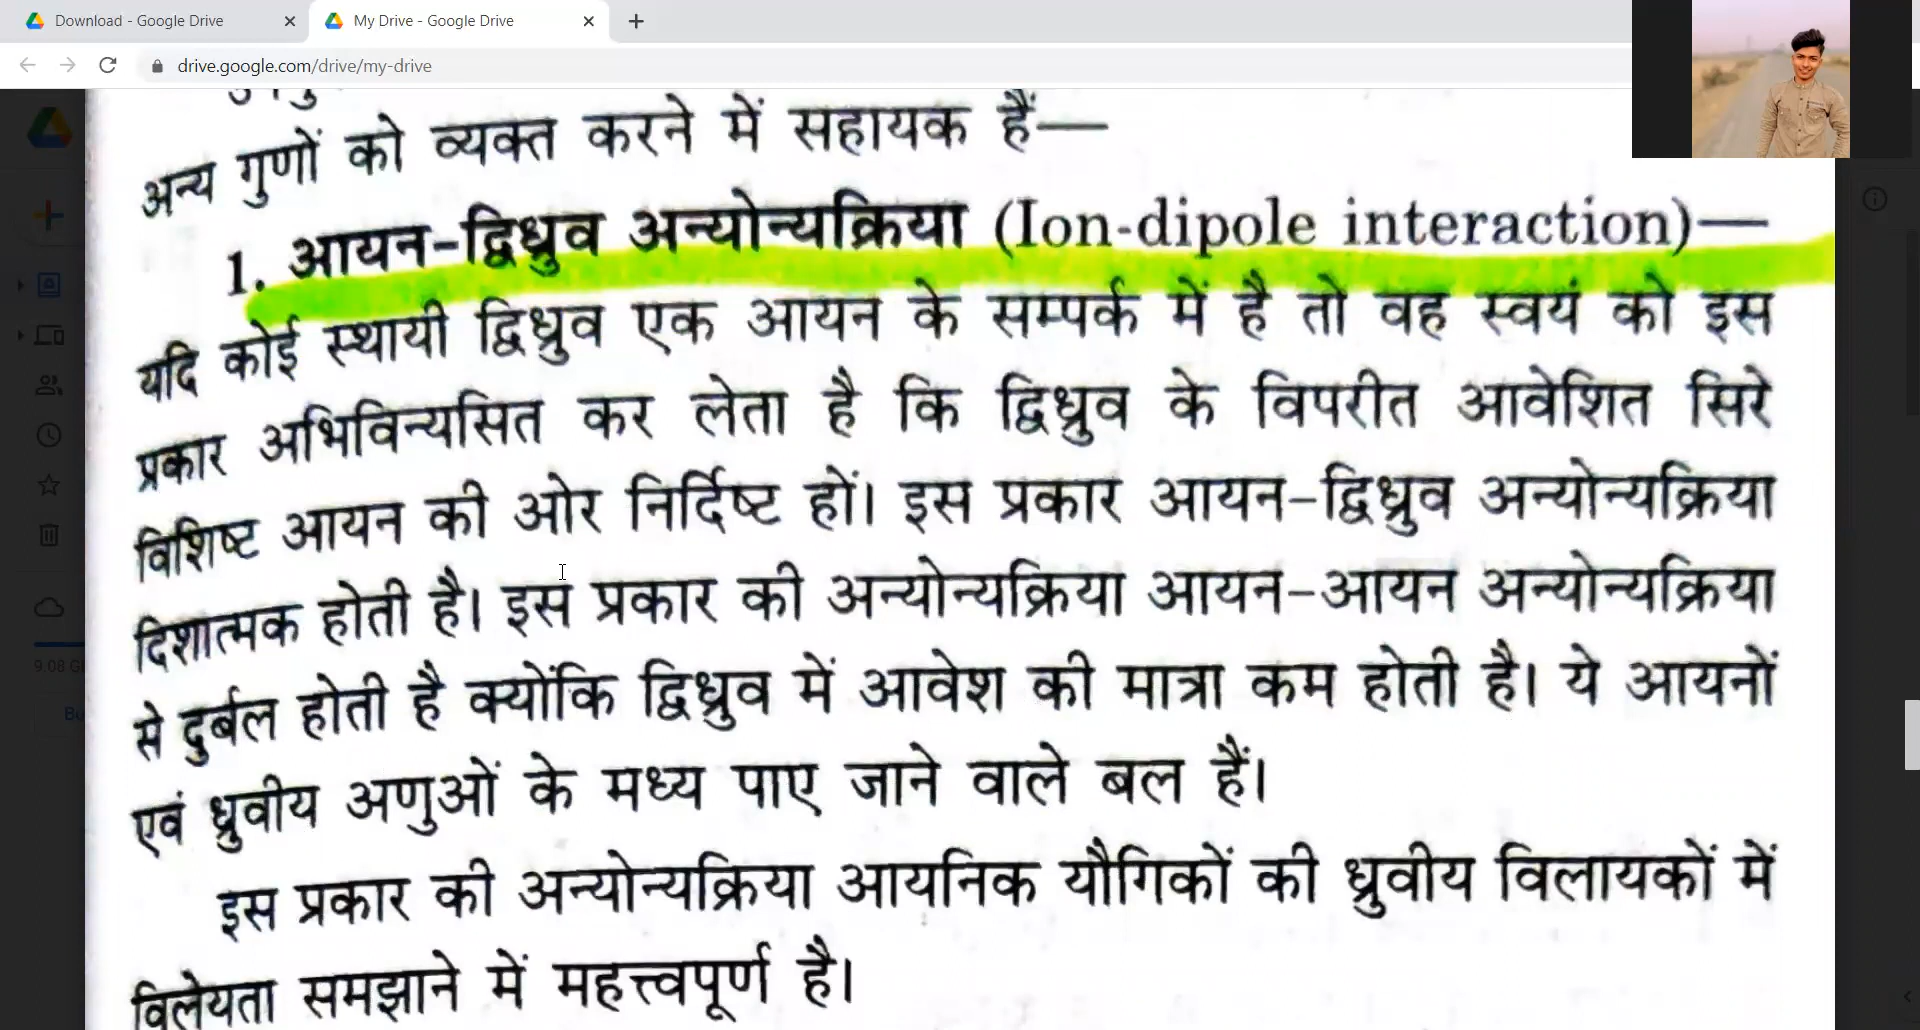 Download - Google Drive
My Drive - Google Drive
drive.google.com/drive/my-drive
अन्य गुणों को व्यक्त करने में सहायक हैं—
1. आयन-द्विध्रुव अन्योन्यक्रिया (Ion-dipole interaction)—
यदि कोई स्थायी द्विध्रुव एक आयन के सम्पर्क में है तो वह स्वयं को इस
प्रकार अभिविन्यसित कर लेता है कि द्विध्रुव के विपरीत आवेशित सिरे
विशिष्ट आयन की ओर निर्दिष्ट हों। इस प्रकार आयन-द्विध्रुव अन्योन्यक्रिया
दिशात्मक होती है। इस प्रकार की अन्योन्यक्रिया आयन-आयन अन्योन्यक्रिया
से दुर्बल होती है क्योंकि द्विध्रुव में आवेश की मात्रा कम होती है। ये आयनों
एवं ध्रुवीय अणुओं के मध्य पाए जाने वाले बल हैं।
इस प्रकार की अन्योन्यक्रिया आयनिक यौगिकों की ध्रुवीय विलायकों में
विलेयता समझाने में महत्त्वपूर्ण है।
9.08 G
Bu